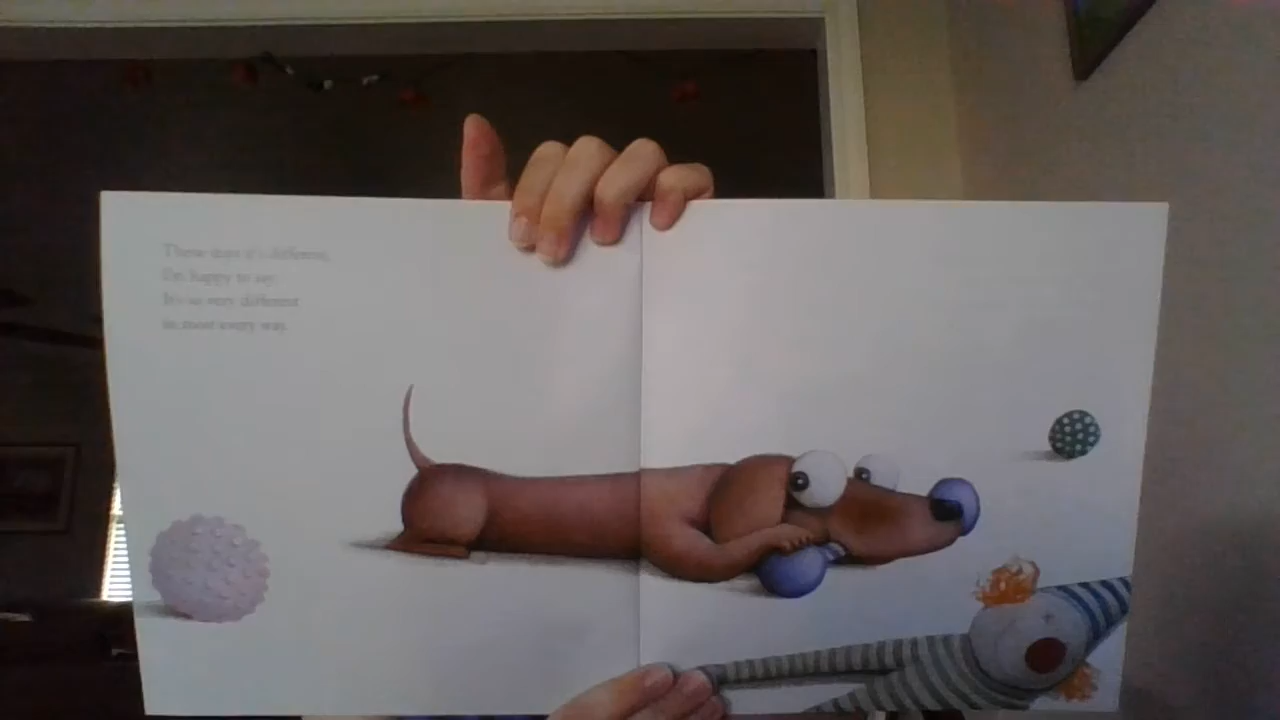 These days it's different,
I'm happy to say.
It's so very different
in most every way.